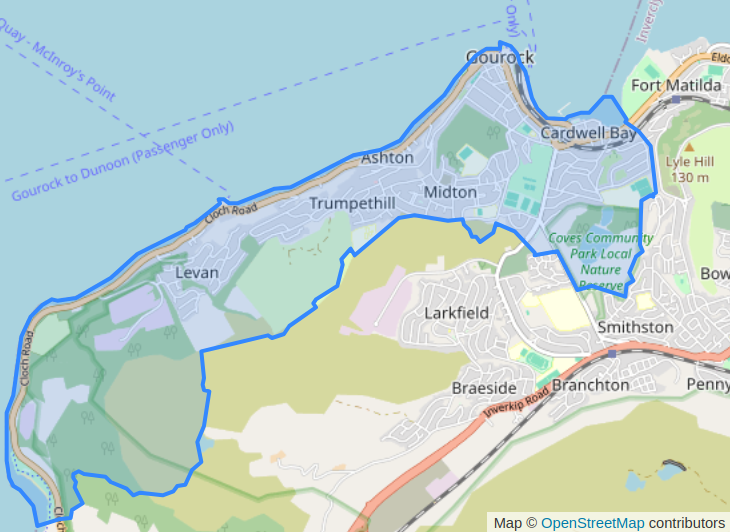 Quay - McInroy's Point
Only)
Inverclyd
Gourock
Eldo
Fort Matilda
Gourock to Dunoon (Passenger Only)
Cardwell Bay
Ashton
Lyle Hill
130 m
Midton
Trumpethill
Cloch Road
Coves Community
Park Local
Nature
Reserve
Levan
Bow
Larkfield
Smithston
Cloch Road
Braeside
Branchton
Penny
Inverkip Road
Cloch
Map © OpenStreetMap contributors